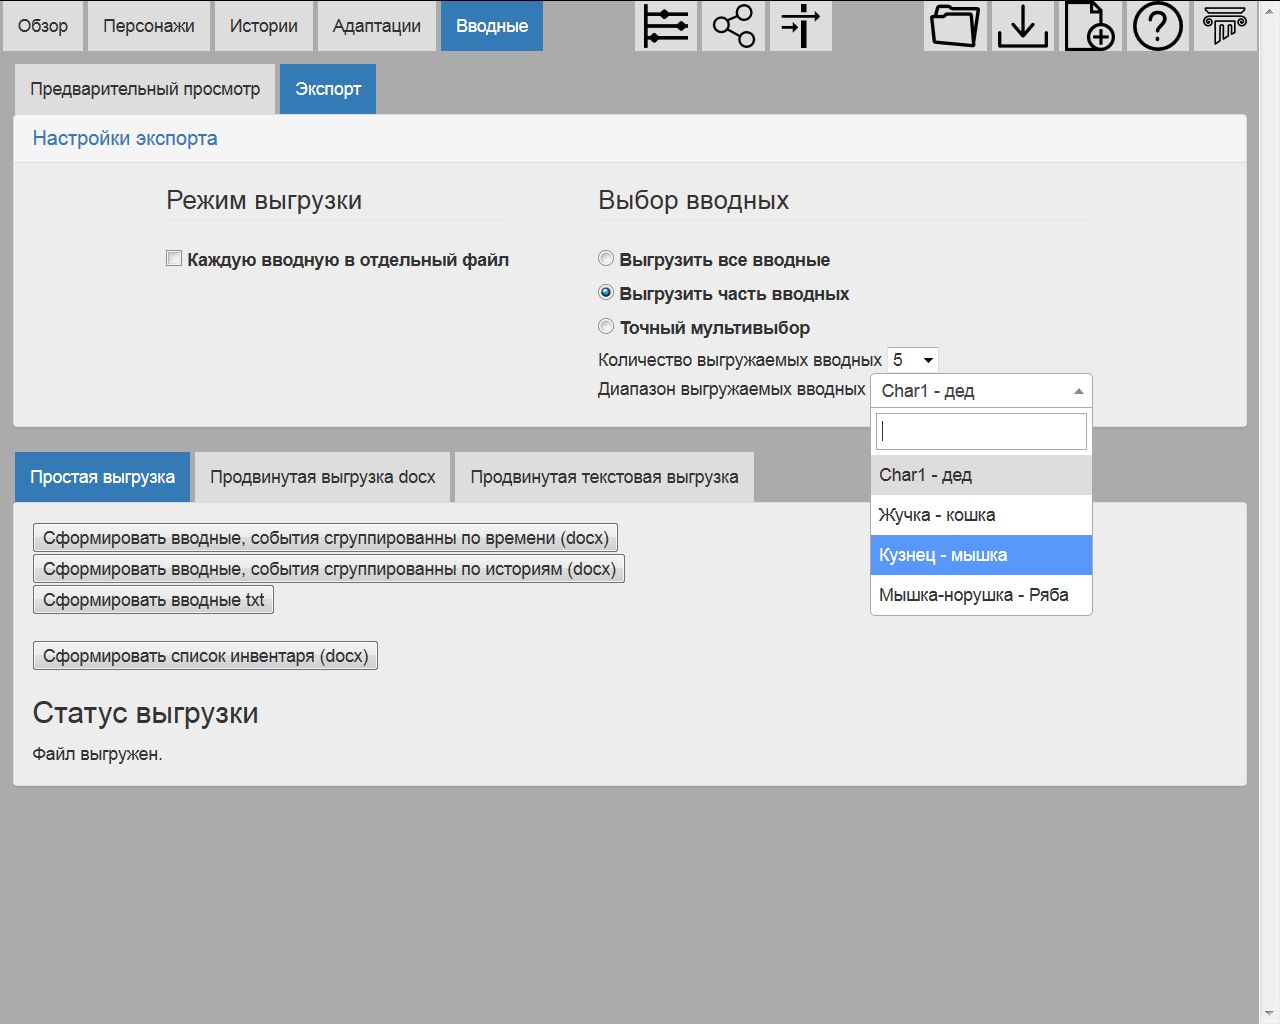 Обзор Персонажи Истории Адаптации Вводные
Предварительный просмотр Экспорт
Настройки экспорта
Режим выгрузки
Каждую вводную в отдельный файл
Выбор вводных
Выгрузить все вводные
Выгрузить часть вводных
Точный мультивыбор
Количество выгружаемых вводных 5
Диапазон выгружаемых вводных Char1 - дед
Char1 - дед
Жучка - кошка
Кузнец - мышка
Мышка-норушка - Ряба
Простая выгрузка Продвинутая выгрузка docx Продвинутая текстовая выгрузка
Сформировать вводные, события сгруппированны по времени (docx)
Сформировать вводные, события сгруппированны по историям (docx)
Сформировать вводные txt
Сформировать список инвентаря (docx)
Статус выгрузки
Файл выгружен.